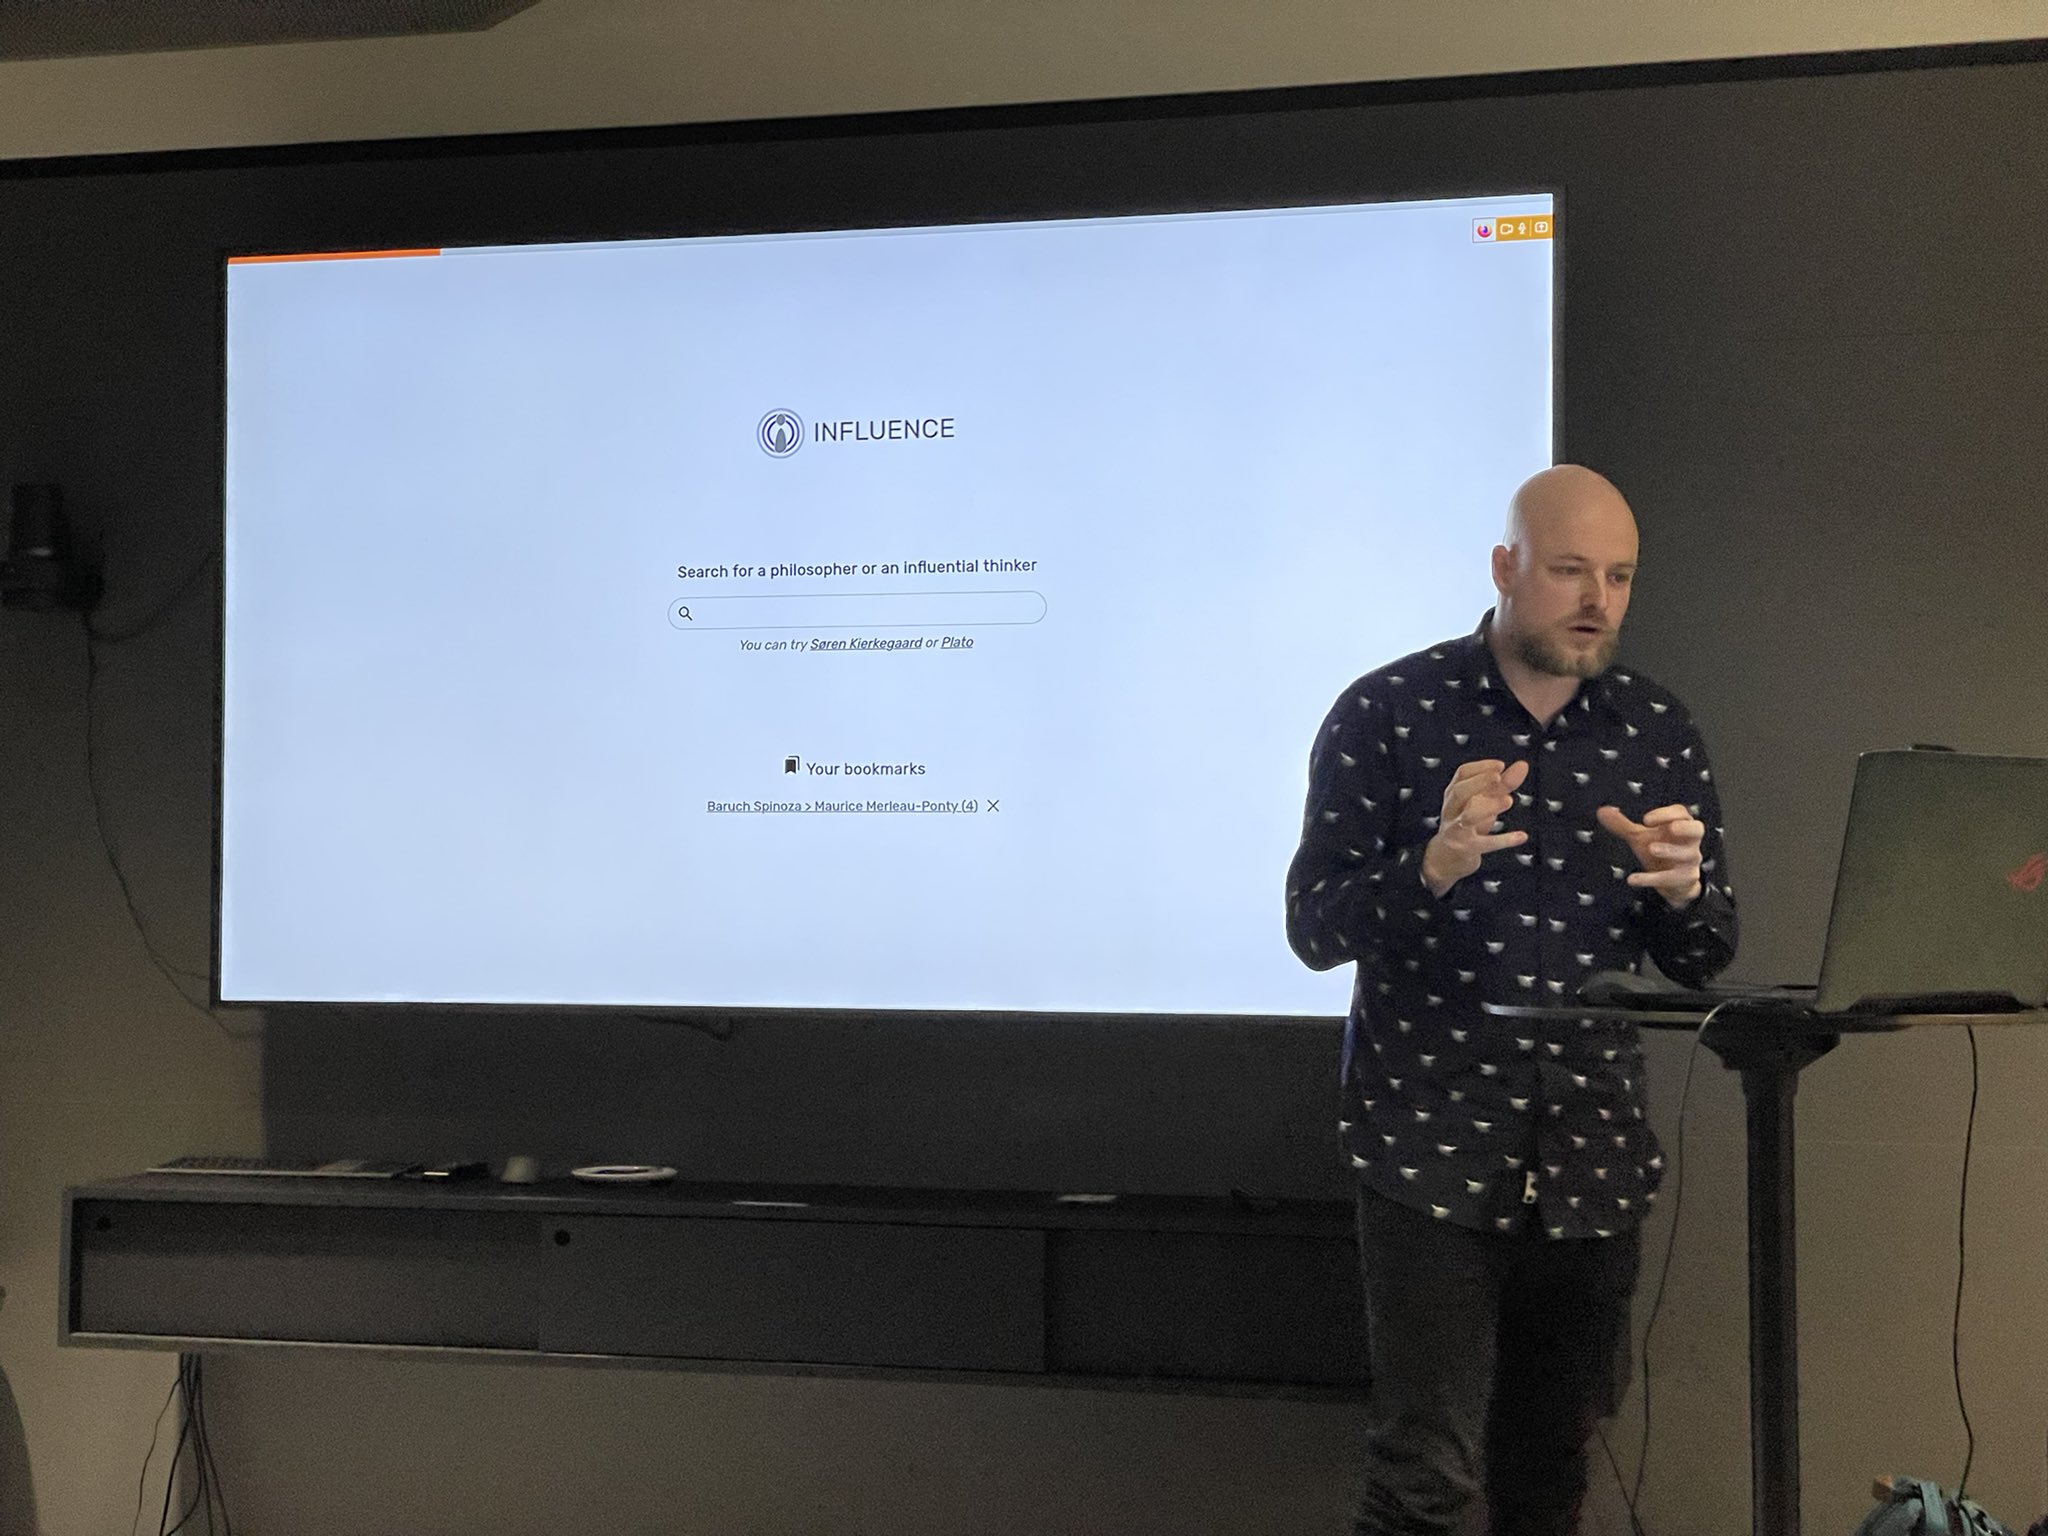 INFLUENCE
Search for a philosopher or an influential thinker
You can try Søren Kierkegaard or Plato
Your bookmarks
Baruch Spinoza > Maurice Merleau-Ponty (4)